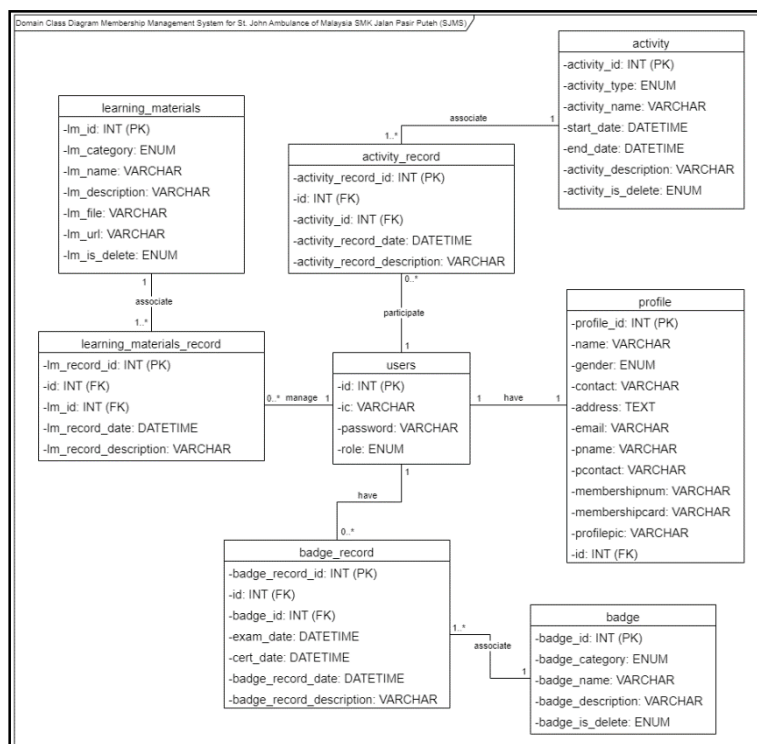 Domain Class Diagram Membership Management System for St. John Ambulance of Malaysia SMK Jalan Pasir Puteh (SJMS)
activity
-activity_id: INT (PK)
-activity_type: ENUM
-activity_name: VARCHAR
-start_date: DATETIME
-end_date: DATETIME
-activity_description: VARCHAR
-activity_is_delete: ENUM
learning_materials
-lm_id: INT (PK)
-lm_category: ENUM
-lm_name: VARCHAR
-lm_description: VARCHAR
-lm_file: VARCHAR
-lm_url: VARCHAR
-lm_is_delete: ENUM
associate
1
1..*
activity_record
-activity_record_id: INT (PK)
-id: INT (FK)
-activity_id: INT (FK)
-activity_record_date: DATETIME
-activity_record_description: VARCHAR
0..*
participate
1
1
associate
1..*
learning_materials_record
-lm_record_id: INT (PK)
-id: INT (FK)
-lm_id: INT (FK)
-lm_record_date: DATETIME
-lm_record_description: VARCHAR
0..* manage 1
users
-id: INT (PK)
-ic: VARCHAR
-password: VARCHAR
-role: ENUM
1 have 1
profile
-profile_id: INT (PK)
-name: VARCHAR
-gender: ENUM
-contact: VARCHAR
-address: TEXT
-email: VARCHAR
-pname: VARCHAR
-pcontact: VARCHAR
-membershipnum: VARCHAR
-membershipcard: VARCHAR
-profilepic: VARCHAR
-id: INT (FK)
1
have
0..*
badge_record
-badge_record_id: INT (PK)
-id: INT (FK)
-badge_id: INT (FK)
-exam_date: DATETIME
-cert_date: DATETIME
-badge_record_date: DATETIME
-badge_record_description: VARCHAR
1..*
associate
1
badge
-badge_id: INT (PK)
-badge_category: ENUM
-badge_name: VARCHAR
-badge_description: VARCHAR
-badge_is_delete: ENUM